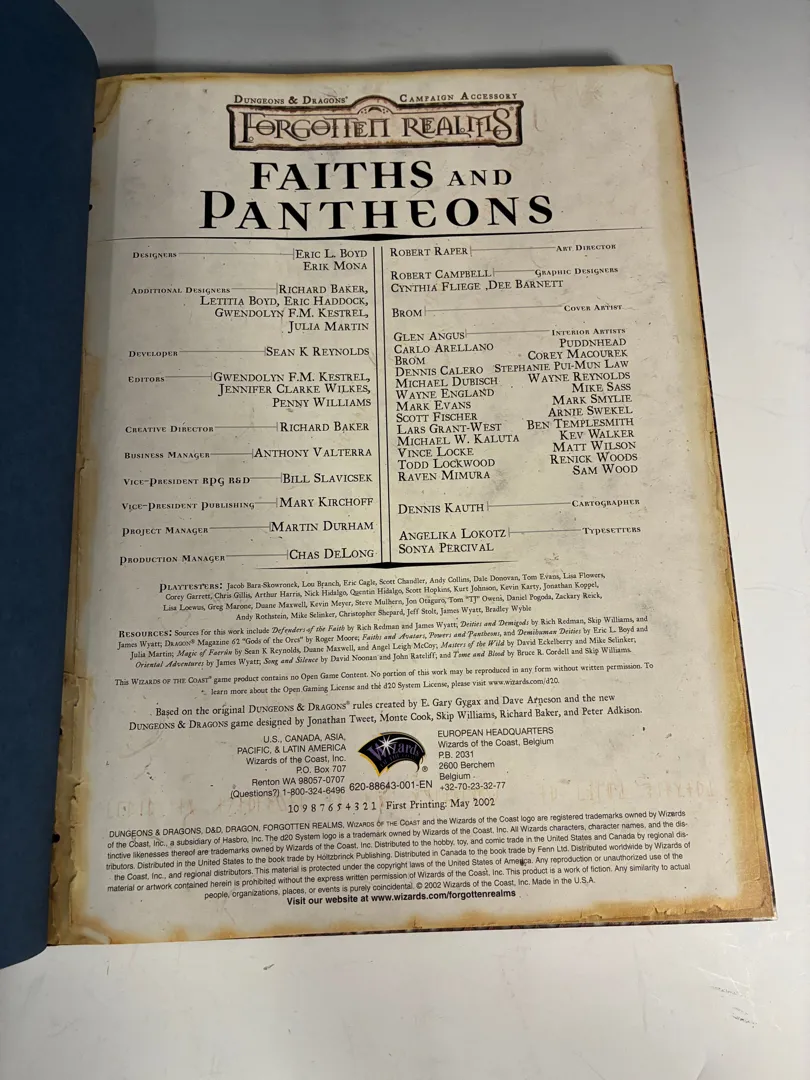 DUNGEONS & DRAGONS® CAMPAIGN ACCESSORY
FORGOTTEN REALMS®
FAITHS AND
PANTHEONS
DESIGNERS ERIC L. BOYD
ERIK MONA
ADDITIONAL DESIGNERS RICHARD BAKER,
LETITIA BOYD, ERIC HADDOCK,
GWENDOLYN F.M. KESTREL,
JULIA MARTIN
DEVELOPER SEAN K REYNOLDS
EDITORS GWENDOLYN F.M. KESTREL,
JENNIFER CLARKE WILKES,
PENNY WILLIAMS
CREATIVE DIRECTOR RICHARD BAKER
BUSINESS MANAGER ANTHONY VALTERRA
VICE-PRESIDENT RPG R&D BILL SLAVICSEK
VICE-PRESIDENT PUBLISHING MARY KIRCHOFF
PROJECT MANAGER MARTIN DURHAM
PRODUCTION MANAGER CHAS DELONG
ROBERT RAPER ART DIRECTOR
ROBERT CAMPBELL GRAPHIC DESIGNERS
CYNTHIA FLIEGE ,DEE BARNETT
BROM COVER ARTIST
GLEN ANGUS INTERIOR ARTISTS
CARLO ARELLANO PUDDNHEAD
BROM COREY MACOUREK
DENNIS CALERO STEPHANIE PUI-MUN LAW
MICHAEL DUBISCH WAYNE REYNOLDS
WAYNE ENGLAND MIKE SASS
MARK EVANS MARK SMYLIE
SCOTT FISCHER ARNIE SWEKEL
LARS GRANT-WEST BEN TEMPLESMITH
MICHAEL W. KALUTA KEV WALKER
VINCE LOCKE MATT WILSON
TODD LOCKWOOD RENICK WOODS
RAVEN MIMURA SAM WOOD
DENNIS KAUTH CARTOGRAPHER
ANGELIKA LOKOTZ TYPESETTERS
SONYA PERCIVAL
PLAYTESTERS: Jacob Bara-Skowronek, Lou Branch, Eric Cagle, Scott Chandler, Andy Collins, Dale Donovan, Tom Evans, Lisa Flowers,
Corey Garrett, Chris Gillis, Arthur Harris, Nick Hidalgo, Quentin Hidalgo, Scott Hopkins, Kurt Johnson, Kevin Karty, Jonathan Koppel,
Lisa Loewus, Greg Marone, Duane Maxwell, Kevin Meyer, Steve Mulhern, Jon Otaguro, Tom "TJ" Owens, Daniel Pogoda, Zackary Reick,
Andy Rothstein, Mike Selinker, Christopher Shepard, Jeff Stolt, James Wyatt, Bradley Wyble
RESOURCES: Sources for this work include Defenders of the Faith by Rich Redman and James Wyatt; Deities and Demigods by Rich Redman, Skip Williams, and
James Wyatt; DRAGON® Magazine 62 "Gods of the Orcs" by Roger Moore; Faiths and Avatars, Powers and Pantheons, and Demihuman Deities by Eric L. Boyd and
Julia Martin; Magic of Faerûn by Sean K Reynolds, Duane Maxwell, and Angel Leigh McCoy; Masters of the Wild by David Eckelberry and Mike Selinker;
Oriental Adventures by James Wyatt; Song and Silence by David Noonan and John Rateliff; and Tome and Blood by Bruce R. Cordell and Skip Williams.
This WIZARDS OF THE COAST® game product contains no Open Game Content. No portion of this work may be reproduced in any form without written permission. To
learn more about the Open Gaming License and the d20 System License, please visit www.wizards.com/d20.
Based on the original DUNGEONS & DRAGONS® rules created by E. Gary Gygax and Dave Arneson and the new
DUNGEONS & DRAGONS game designed by Jonathan Tweet, Monte Cook, Skip Williams, Richard Baker, and Peter Adkison.
U.S., CANADA, ASIA,
PACIFIC, & LATIN AMERICA
Wizards of the Coast, Inc.
P.O. Box 707
Renton WA 98057-0707
(Questions?) 1-800-324-6496
Wizards
®
620-88643-001-EN
EUROPEAN HEADQUARTERS
Wizards of the Coast, Belgium
P.B. 2031
2600 Berchem
Belgium
+32-70-23-32-77
10 9 8 7 6 5 4 3 2 1 First Printing: May 2002
DUNGEONS & DRAGONS, D&D, DRAGON, FORGOTTEN REALMS, WIZARDS OF THE COAST and the Wizards of the Coast logo are registered trademarks owned by Wizards
of the Coast, Inc., a subsidiary of Hasbro, Inc. The d20 System logo is a trademark owned by Wizards of the Coast, Inc. All Wizards characters, character names, and the dis-
tinctive likenesses thereof are trademarks owned by Wizards of the Coast, Inc. Distributed to the hobby, toy, and comic trade in the United States and Canada by regional dis-
tributors. Distributed in the United States to the book trade by Holtzbrinck Publishing. Distributed in Canada to the book trade by Fenn Ltd. Distributed worldwide by Wizards of
the Coast, Inc., and regional distributors. This material is protected under the copyright laws of the United States of America. Any reproduction or unauthorized use of the
material or artwork contained herein is prohibited without the express written permission of Wizards of the Coast, Inc. This product is a work of fiction. Any similarity to actual
people, organizations, places, or events is purely coincidental. © 2002 Wizards of the Coast, Inc. Made in the U.S.A.
Visit our website at www.wizards.com/forgottenrealms